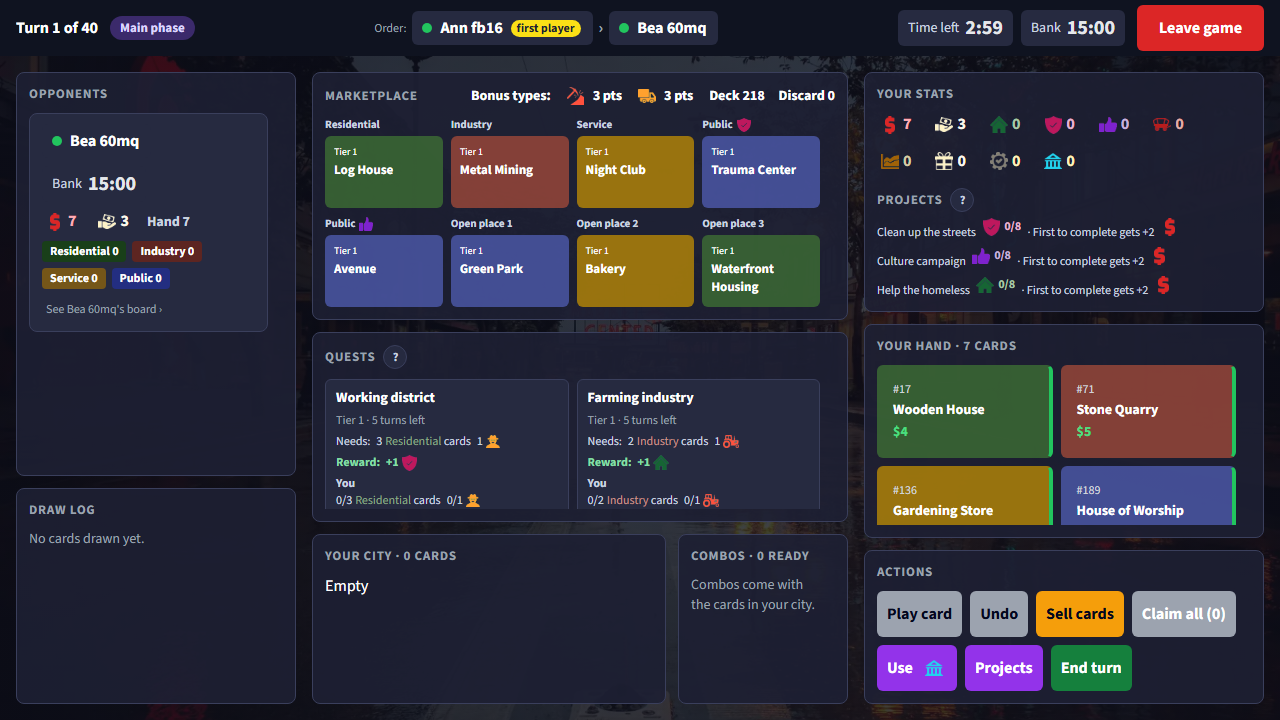 Turn 1 of 40 Main phase Order: Ann fb16 first player › Bea 60mq Time left 2:59 Bank 15:00 Leave game
OPPONENTS
Bea 60mq
Bank 15:00
7 3 Hand 7
Residential 0 Industry 0
Service 0 Public 0
See Bea 60mq's board ›
DRAW LOG
No cards drawn yet.
MARKETPLACE Bonus types: 3 pts 3 pts Deck 218 Discard 0
Residential Industry Service Public
Tier 1 Tier 1 Tier 1 Tier 1
Log House Metal Mining Night Club Trauma Center
Public Open place 1 Open place 2 Open place 3
Tier 1 Tier 1 Tier 1 Tier 1
Avenue Green Park Bakery Waterfront
Housing
QUESTS ?
Working district
Tier 1 · 5 turns left
Needs: 3 Residential cards 1
Reward: +1
You
0/3 Residential cards 0/1
Farming industry
Tier 1 · 5 turns left
Needs: 2 Industry cards 1
Reward: +1
You
0/2 Industry cards 0/1
YOUR CITY · 0 CARDS
Empty
COMBOS · 0 READY
Combos come with
the cards in your city.
YOUR STATS
7 3 0 0 0 0
0 0 0 0
PROJECTS ?
Clean up the streets 0/8 · First to complete gets +2
Culture campaign 0/8 · First to complete gets +2
Help the homeless 0/8 · First to complete gets +2
YOUR HAND · 7 CARDS
#17 #71
Wooden House Stone Quarry
$4 $5
#136 #189
Gardening Store House of Worship
ACTIONS
Play card Undo Sell cards Claim all (0)
Use Projects End turn